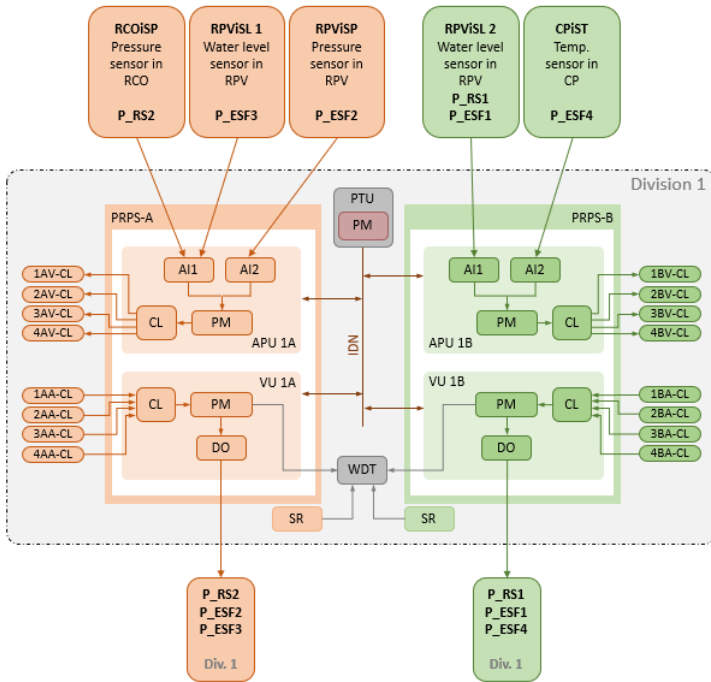 RCOiSP
Pressure
sensor in
RCO
P_RS2
RPViSL 1
Water level
sensor in
RPV
P_ESF3
RPViSP
Pressure
sensor in
RPV
P_ESF2
RPViSL 2
Water level
sensor in
RPV
P_RS1
P_ESF1
CPiST
Temp.
sensor in
CP
P_ESF4
Division 1
PRPS-A
PTU
PM
PRPS-B
AI1
AI2
CL
PM
APU 1A
1AV-CL
2AV-CL
3AV-CL
4AV-CL
IDN
AI1
AI2
PM
CL
APU 1B
1BV-CL
2BV-CL
3BV-CL
4BV-CL
VU 1A
1AA-CL
2AA-CL
3AA-CL
4AA-CL
CL
PM
DO
VU 1B
PM
CL
DO
1BA-CL
2BA-CL
3BA-CL
4BA-CL
WDT
SR
SR
P_RS2
P_ESF2
P_ESF3
Div. 1
P_RS1
P_ESF1
P_ESF4
Div. 1